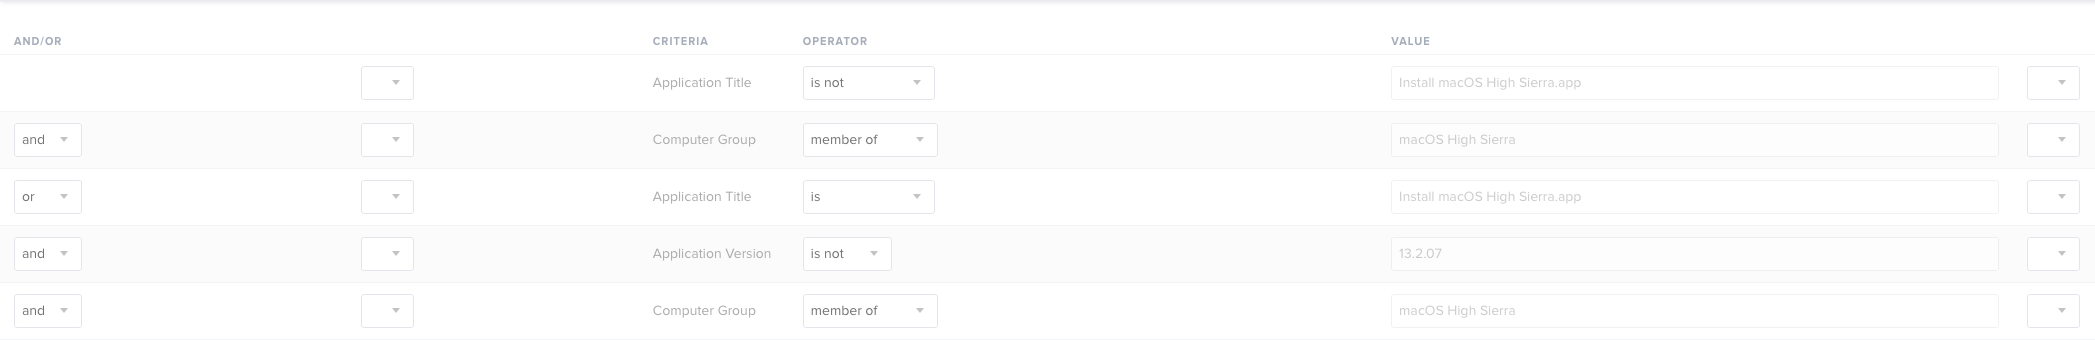 AND/OR CRITERIA OPERATOR VALUE
Application Title is not Install macOS High Sierra.app
and Computer Group member of macOS High Sierra
or Application Title is Install macOS High Sierra.app
and Application Version is not 13.2.07
and Computer Group member of macOS High Sierra